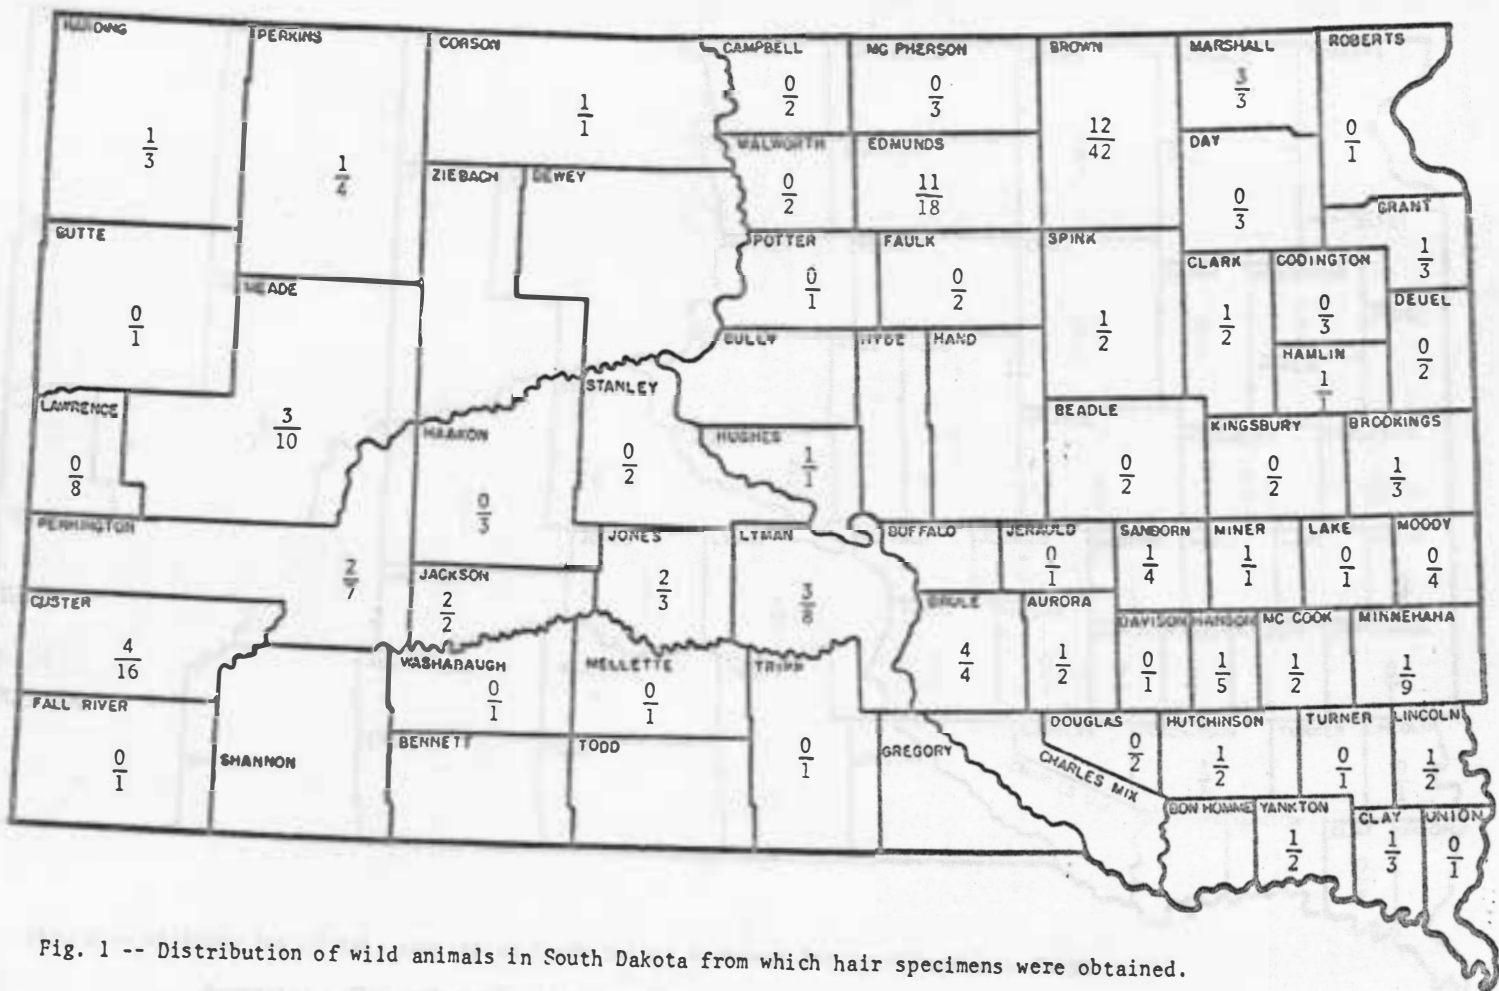 HARDING
1
3
PERKINS
1
4
CORSON
1
1
CAMPBELL
0
2
MC PHERSON
0
3
BROWN
12
42
MARSHALL
3
3
ROBERTS
0
1
WALWORTH
0
2
EDMUNDS
11
18
DAY
0
3
GRANT
1
3
BUTTE
0
1
MEADE
3
10
ZIEBACH
DEWEY
POTTER
0
1
FAULK
0
2
SPINK
1
2
CLARK
1
2
CODINGTON
0
3
DEUEL
0
2
HAMLIN
1
1
SULLY
HYDE
HAND
STANLEY
0
2
LAWRENCE
0
8
HAAKON
0
3
HUGHES
1
1
BEADLE
0
2
KINGSBURY
0
2
BROOKINGS
1
3
PENNINGTON
2
7
JACKSON
2
2
JONES
2
3
LYMAN
3
8
BUFFALO
JERAULD
0
1
SANBORN
1
4
MINER
1
1
LAKE
0
1
MOODY
0
4
CUSTER
4
16
BRULE
4
4
AURORA
1
2
DAVISON
0
1
HANSON
1
5
MC COOK
1
2
MINNEHAHA
1
9
FALL RIVER
0
1
SHANNON
WASHABAUGH
0
1
MELLETTE
0
1
TRIPP
0
1
BENNETT
TODD
GREGORY
CHARLES MIX
DOUGLAS
0
2
HUTCHINSON
1
2
TURNER
0
1
LINCOLN
1
2
BON HOMME
YANKTON
1
2
CLAY
1
3
UNION
0
1
Fig. 1 -- Distribution of wild animals in South Dakota from which hair specimens were obtained.